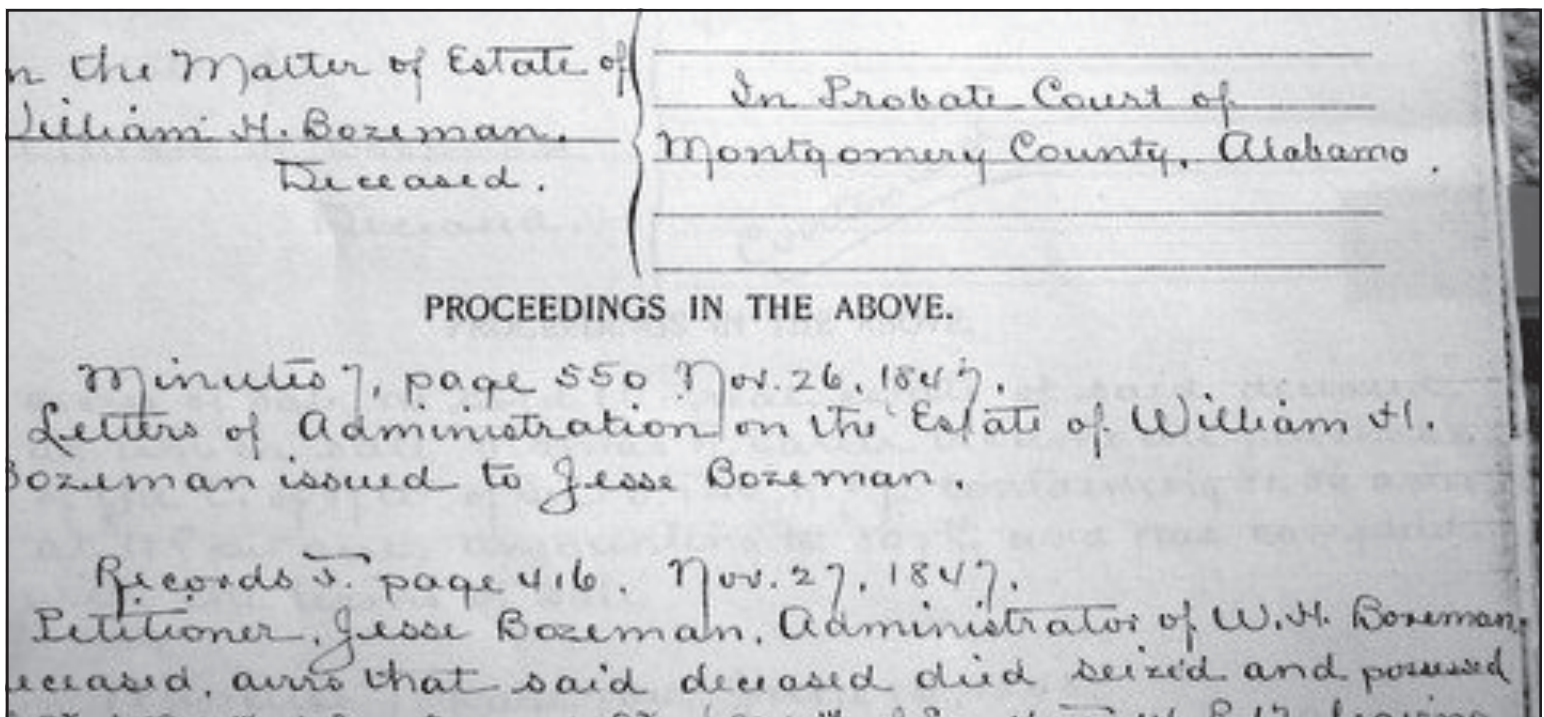 n the Matter of Estate of
William H. Bozeman,
Deceased.
In Probate Court of
Montgomery County, Alabama.
PROCEEDINGS IN THE ABOVE.
Minutes 7, page 550 Nov. 26, 1847.
Letters of Administration on the Estate of William H.
Bozeman issued to Jesse Bozeman.
Records 5. page 416. Nov. 27, 1847.
Petitioner, Jesse Bozeman, Administrator of W. H. Bozeman,
eceased, avers that said deceased died seized and possessed